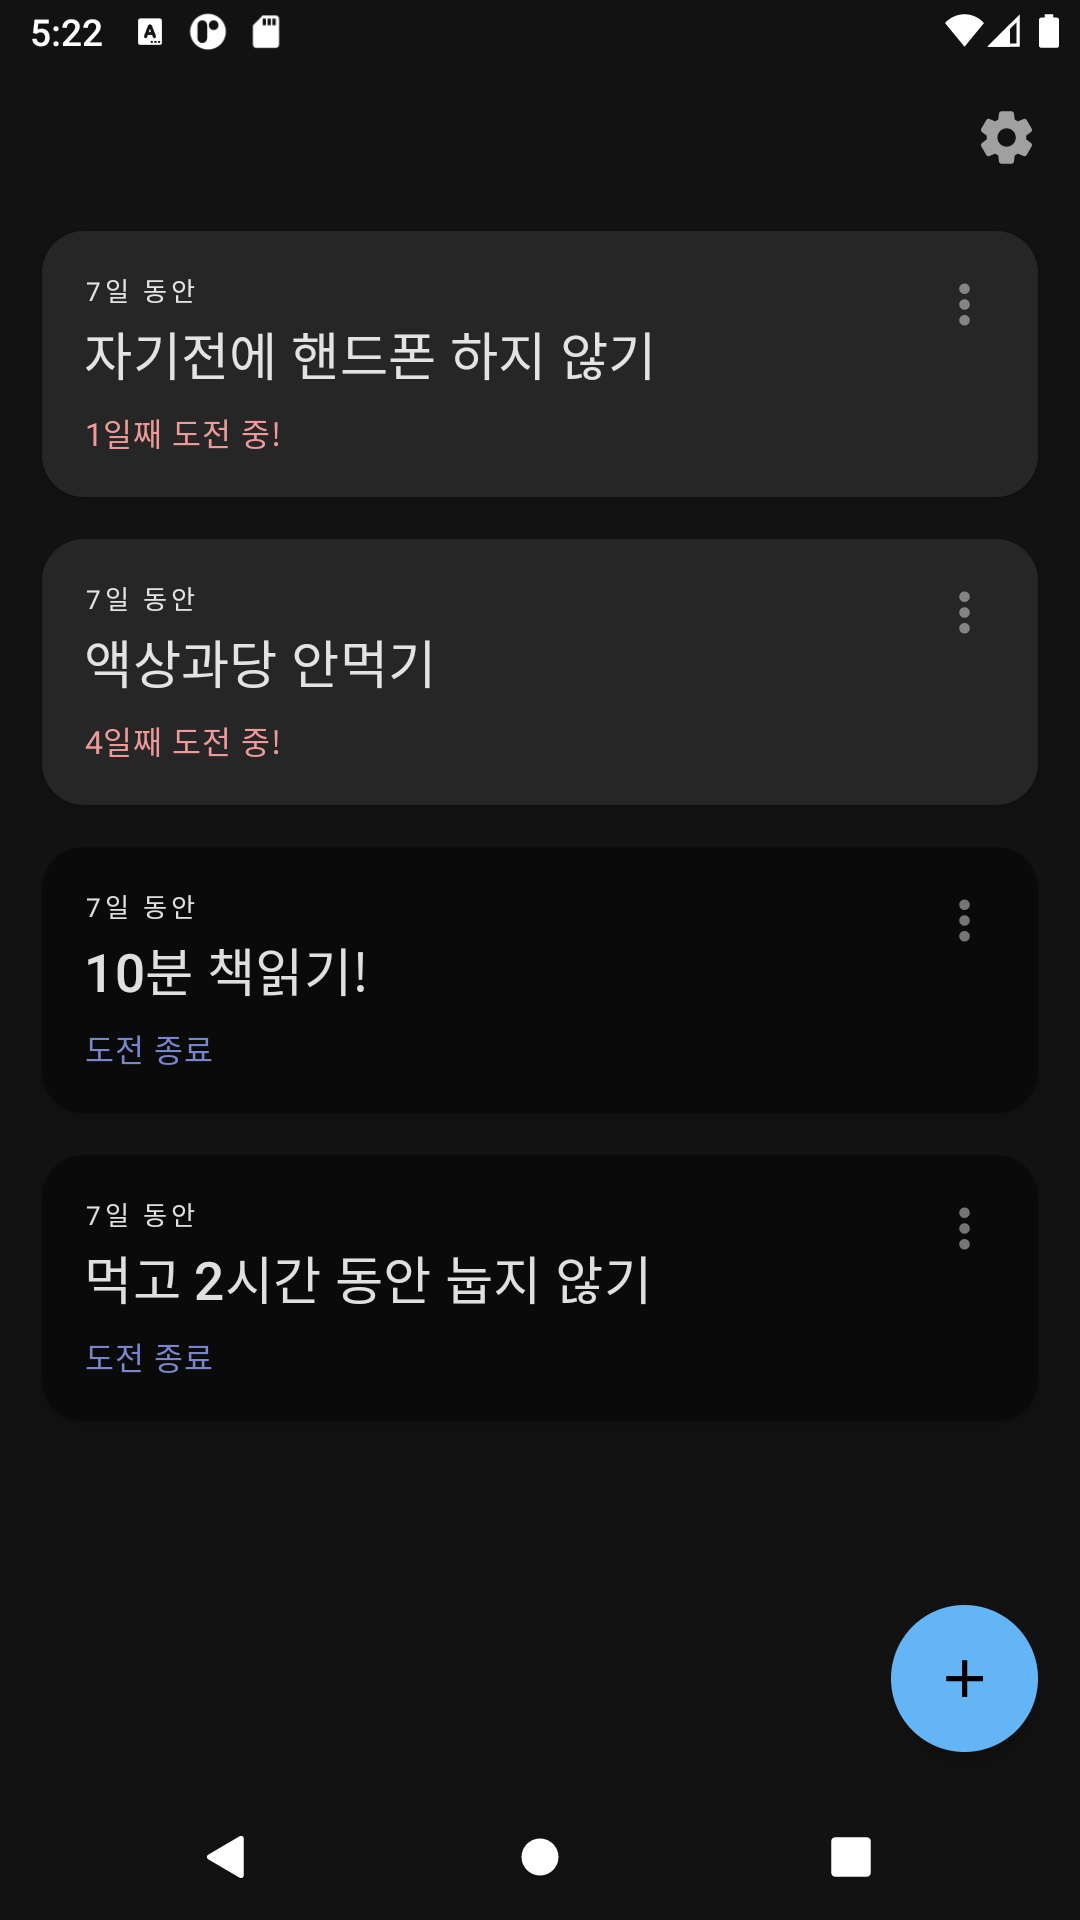 5:22
7일 동안
자기전에 핸드폰 하지 않기
1일째 도전 중!
7일 동안
액상과당 안먹기
4일째 도전 중!
7일 동안
10분 책읽기!
도전 종료
7일 동안
먹고 2시간 동안 눕지 않기
도전 종료